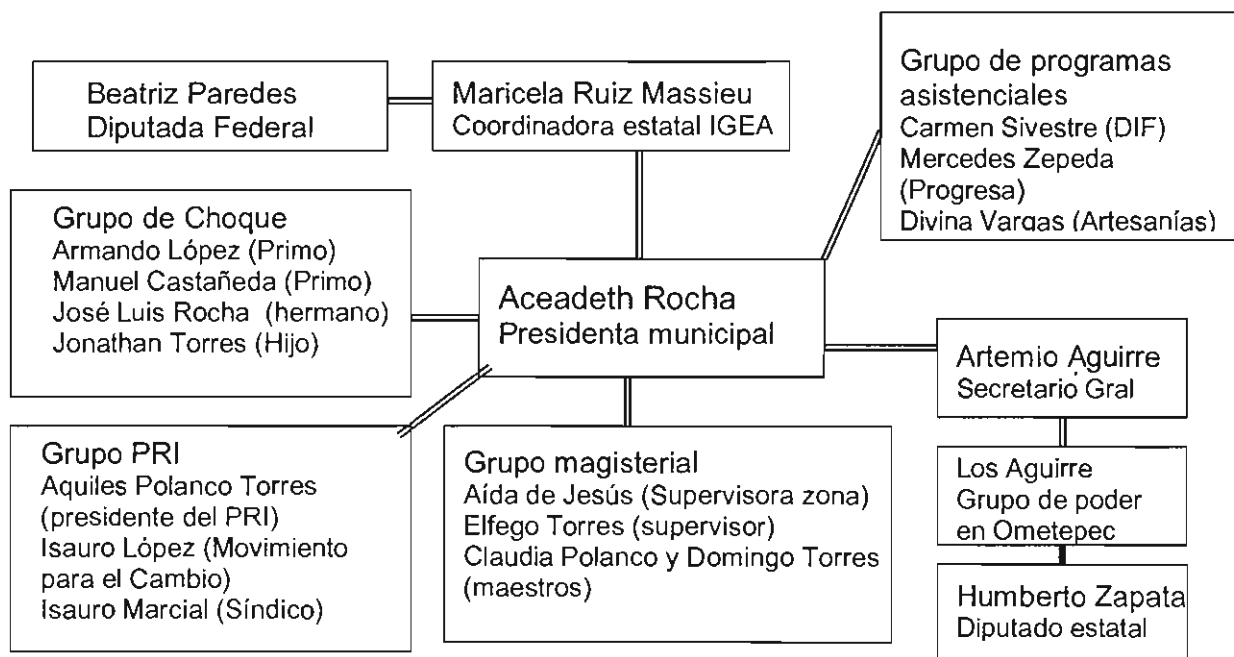 Beatriz Paredes
Diputada Federal
Maricela Ruiz Massieu
Coordinadora estatal IGEA
Grupo de programas
asistenciales
Carmen Sivestre (DIF)
Mercedes Zepeda
(Progresa)
Divina Vargas (Artesanías)
Grupo de Choque
Armando López (Primo)
Manuel Castañeda (Primo)
José Luis Rocha (hermano)
Jonathan Torres (Hijo)
Aceadeth Rocha
Presidenta municipal
Artemio Aguirre
Secretario Gral
Grupo PRI
Aquiles Polanco Torres
(presidente del PRI)
Isauro López (Movimiento
para el Cambio)
Isauro Marcial (Síndico)
Grupo magisterial
Aída de Jesús (Supervisora zona)
Elfego Torres (supervisor)
Claudia Polanco y Domingo Torres
(maestros)
Los Aguirre
Grupo de poder
en Ometepec
Humberto Zapata
Diputado estatal